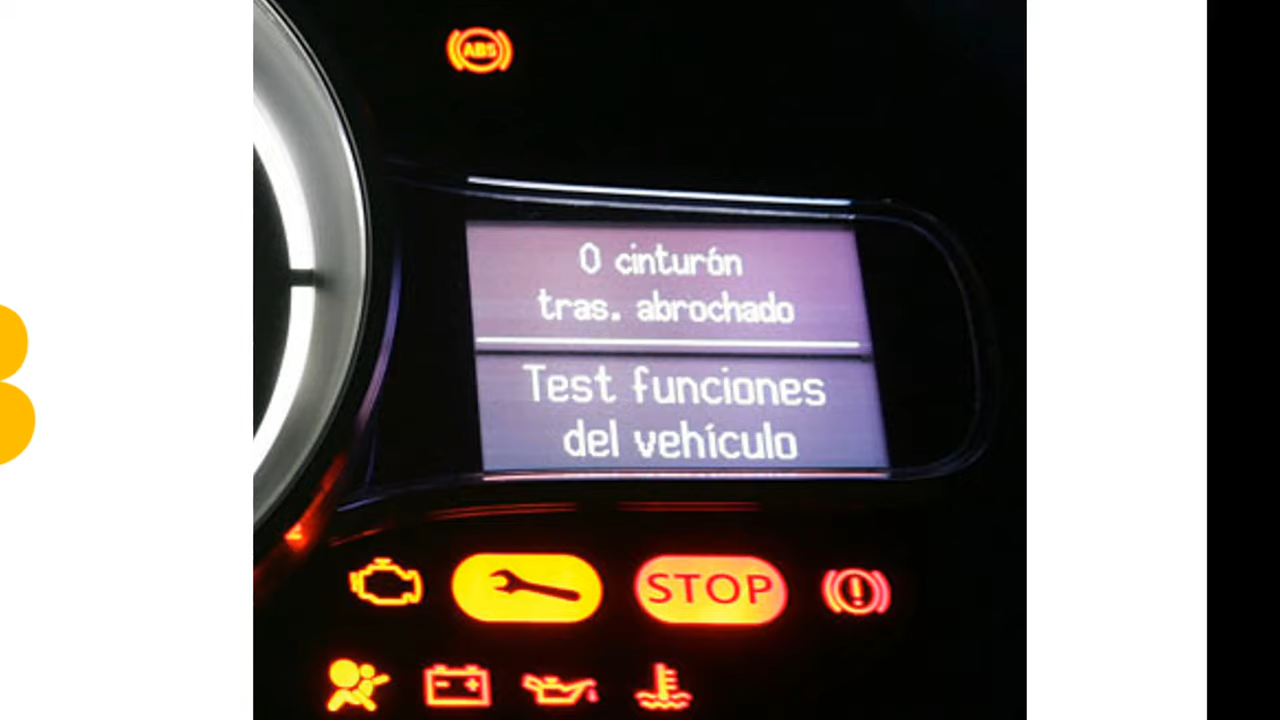 ABS
0 cinturón
tras. abrochado
Test funciones
del vehículo
STOP